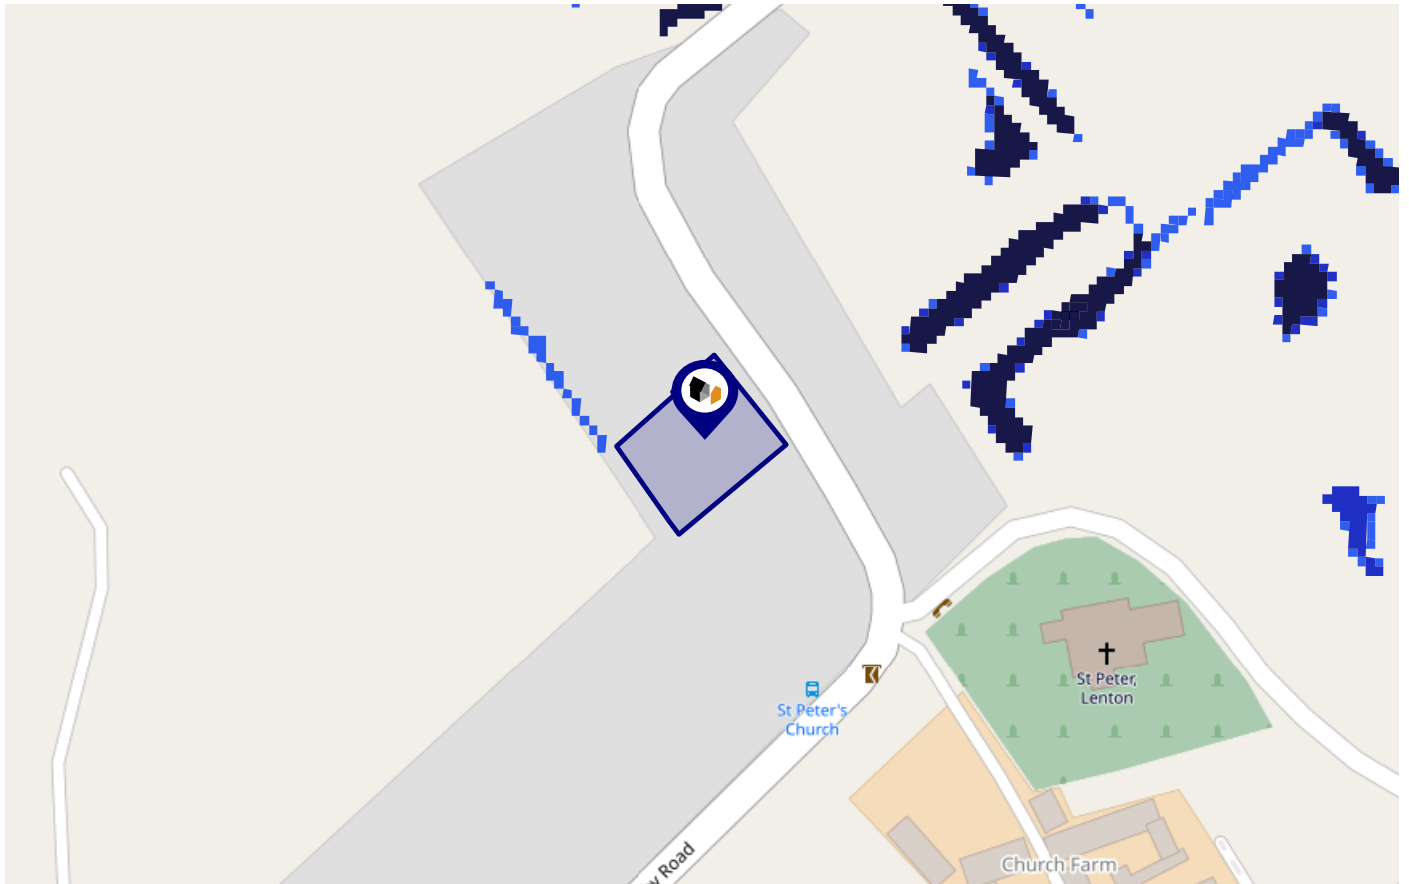 St Peter,
Lenton
St Peter's
Church
y Road
Church Farm